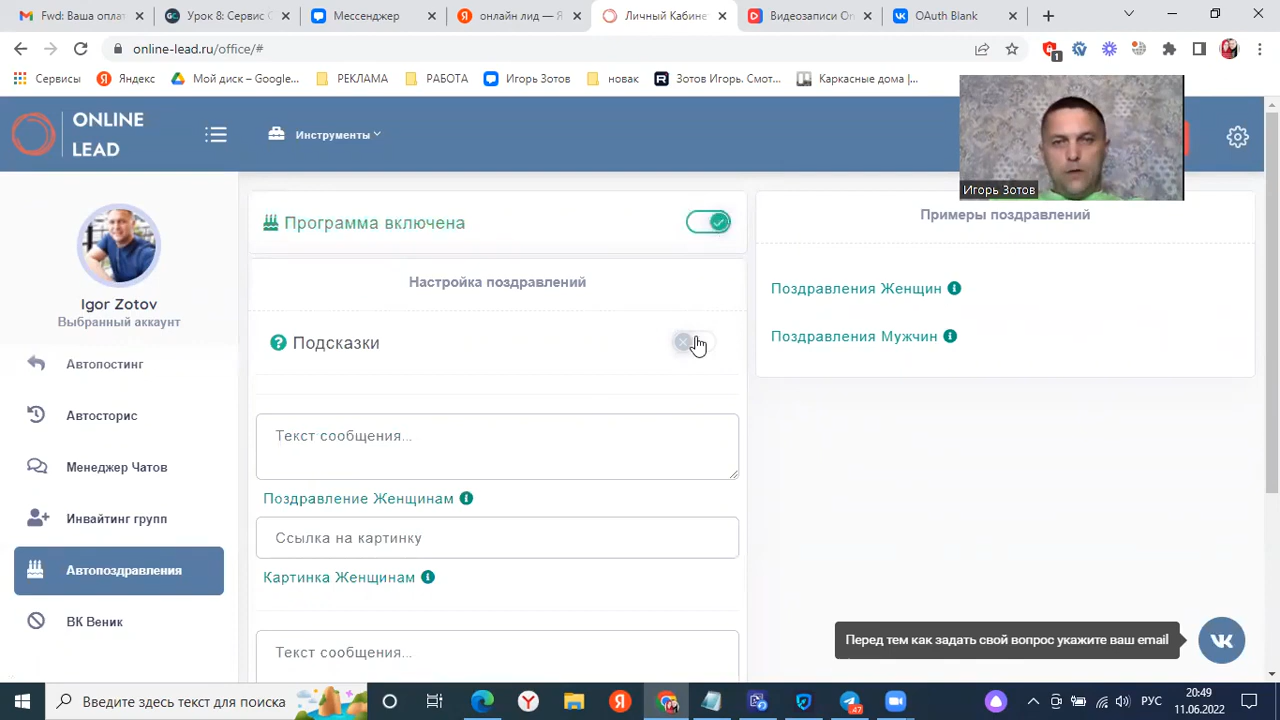 Fwd: Ваша оплат
Урок 8: Сервис С
Мессенджер
онлайн лид — Я
Личный Кабине
Видеозаписи On
OAuth Blank
online-lead.ru/office/#
1
Сервисы
Яндекс
Мой диск – Google...
РЕКЛАМА
РАБОТА
Игорь Зотов
новак
Зотов Игорь. Смот...
Каркасные дома |...
ONLINE
LEAD
Инструменты
Игорь Зотов
Программа включена
Примеры поздравлений
Igor Zotov
Выбранный аккаунт
Настройка поздравлений
Поздравления Женщин
Подсказки
Поздравления Мужчин
Автопостинг
Автосторис
Текст сообщения...
Менеджер Чатов
Поздравление Женщинам
Инвайтинг групп
Ссылка на картинку
Автопоздравления
Картинка Женщинам
ВК Веник
Перед тем как задать свой вопрос укажите ваш email
Текст сообщения...
Введите здесь текст для поиска
47
РУС
20:49
11.06.2022